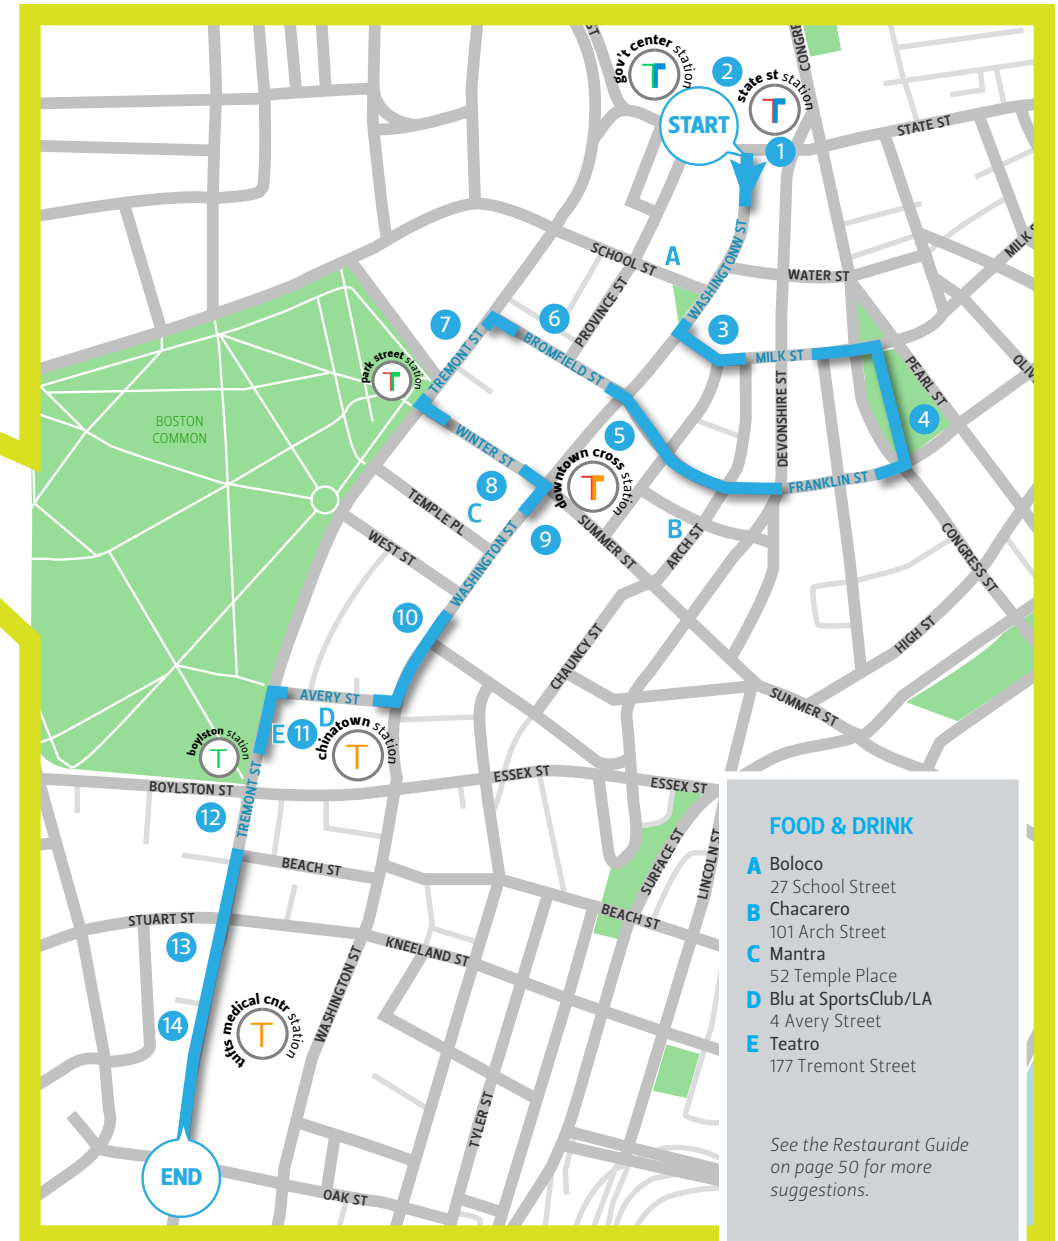 ST
gov't center station
2
state st station
CONGRE
START
1
STATE ST
SCHOOL ST
A
WASHINGTONW ST
WATER ST
MILK S
PROVINCE ST
7
6
3
TREMONT ST
BROMFIELD ST
MILK ST
PEARL ST
OLIV
park street station
BOSTON
COMMON
DEVONSHIRE ST
4
WINTER ST
5
downtown cross station
FRANKLIN ST
8
C
TEMPLE PL
WEST ST
WASHINGTON ST
9
SUMMER ST
B
ARCH ST
CONGRESS ST
10
CHAUNCY ST
HIGH ST
AVERY ST
D
E
11
chinatown station
SUMMER ST
boylston station
BOYLSTON ST
ESSEX ST
ESSEX ST
12
TREMONT ST
BEACH ST
SURFACE ST
LINCOLN ST
BEACH ST
STUART ST
13
KNEELAND ST
WASHINGTON ST
14
tufts medical cntr station
TYLER ST
END
OAK ST
FOOD & DRINK
A Boloco
27 School Street
B Chacarero
101 Arch Street
C Mantra
52 Temple Place
D Blu at SportsClub/LA
4 Avery Street
E Teatro
177 Tremont Street
See the Restaurant Guide
on page 50 for more
suggestions.